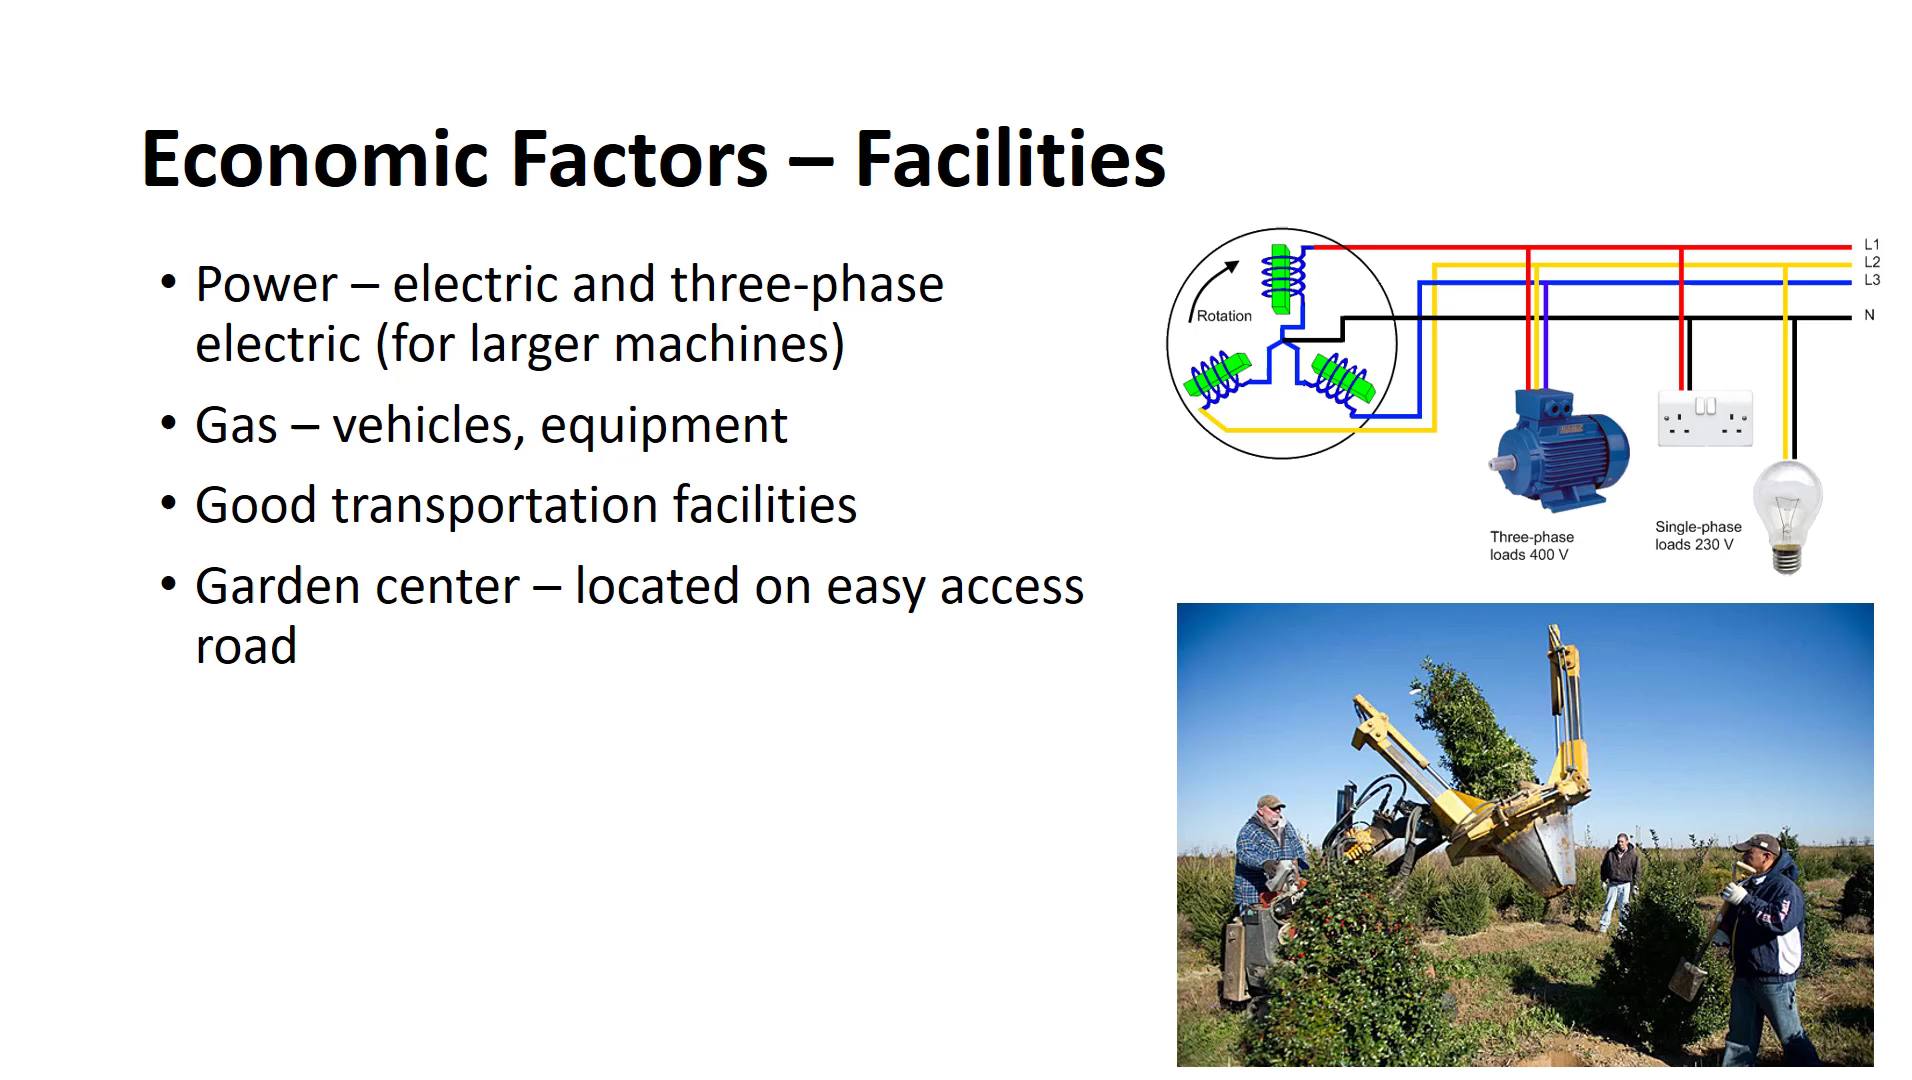 Economic Factors – Facilities
• Power – electric and three-phase
electric (for larger machines)
• Gas – vehicles, equipment
• Good transportation facilities
• Garden center – located on easy access
road
L1
L2
L3
N
Rotation
Three-phase
loads 400 V
Single-phase
loads 230 V